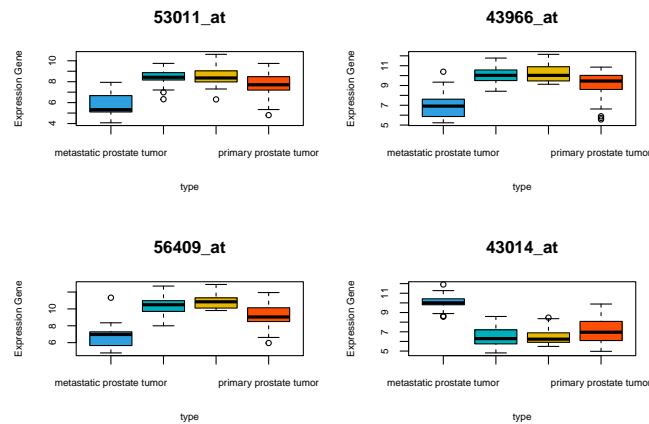 53011_at
Expression Gene
4 6 8 10
metastatic prostate tumor primary prostate tumor
type
43966_at
Expression Gene
5 7 9 11
metastatic prostate tumor primary prostate tumor
type
56409_at
Expression Gene
6 8 10
metastatic prostate tumor primary prostate tumor
type
43014_at
Expression Gene
5 7 9 11
metastatic prostate tumor primary prostate tumor
type